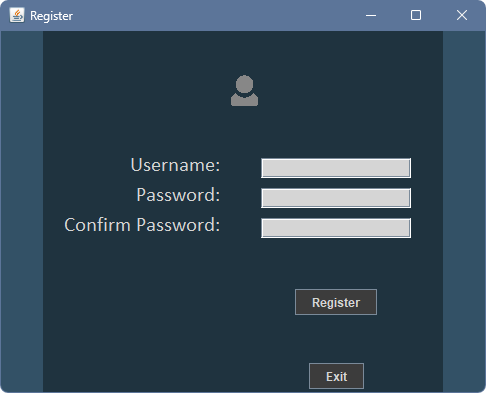 Register
Username:
Password:
Confirm Password:
Register
Exit